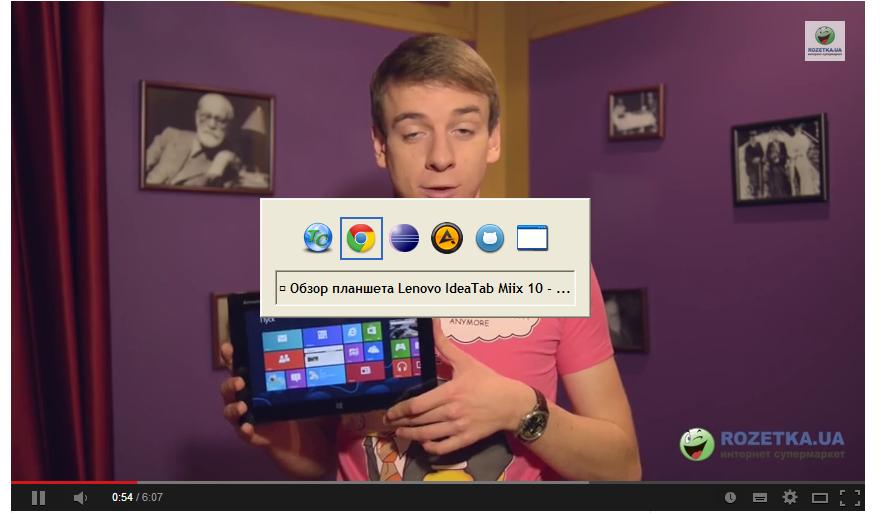 ROZETKA.UA
интернет супермаркет
¤ Обзор планшета Lenovo IdeaTab Miix 10 - ...
Пуск
ANYMORE
ROZETKA.UA
интернет супермаркет
0:54 / 6:07